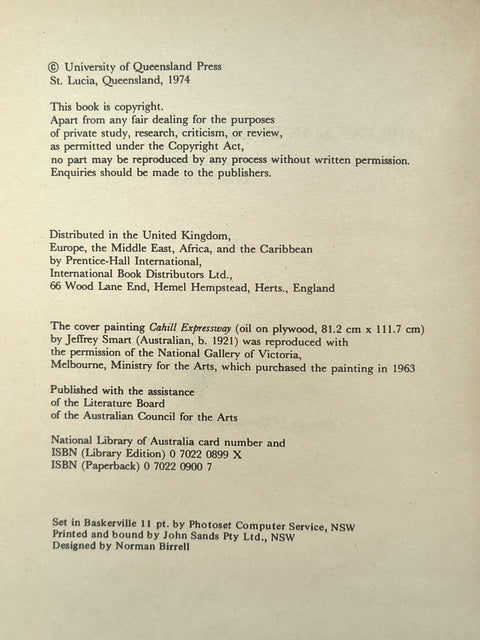 © University of Queensland Press
St. Lucia, Queensland, 1974
This book is copyright.
Apart from any fair dealing for the purposes
of private study, research, criticism, or review,
as permitted under the Copyright Act,
no part may be reproduced by any process without written permission.
Enquiries should be made to the publishers.
Distributed in the United Kingdom,
Europe, the Middle East, Africa, and the Caribbean
by Prentice-Hall International,
International Book Distributors Ltd.,
66 Wood Lane End, Hemel Hempstead, Herts., England
The cover painting Cahill Expressway (oil on plywood, 81.2 cm x 111.7 cm)
by Jeffrey Smart (Australian, b. 1921) was reproduced with
the permission of the National Gallery of Victoria,
Melbourne, Ministry for the Arts, which purchased the painting in 1963
Published with the assistance
of the Literature Board
of the Australian Council for the Arts
National Library of Australia card number and
ISBN (Library Edition) 0 7022 0899 X
ISBN (Paperback) 0 7022 0900 7
Set in Baskerville 11 pt. by Photoset Computer Service, NSW
Printed and bound by John Sands Pty Ltd., NSW
Designed by Norman Birrell